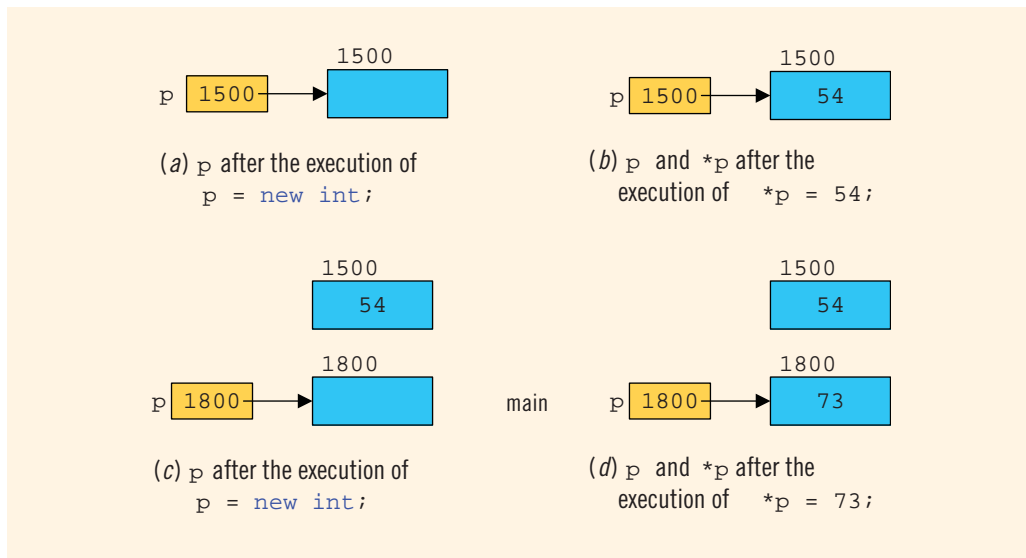 1500
p 1500
(a) p after the execution of
p = new int;
1500
p 1500 54
(b) p and *p after the
execution of *p = 54;
1500
54
1800
p 1800
(c) p after the execution of
p = new int;
main
1500
54
1800
p 1800 73
(d) p and *p after the
execution of *p = 73;